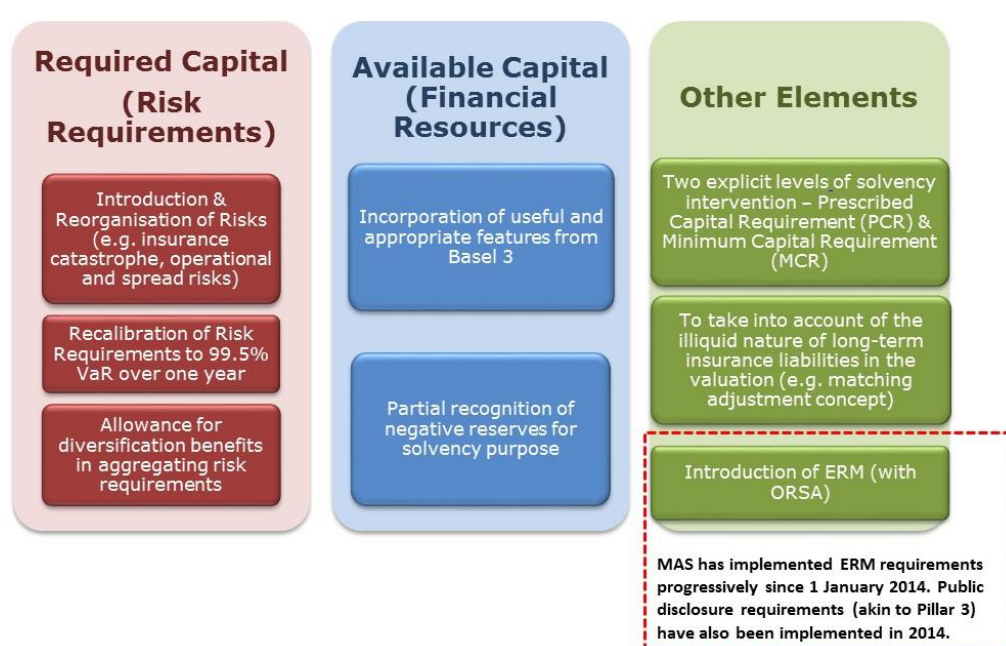 Required Capital
(Risk
Requirements)
Introduction &
Reorganisation of Risks
(e.g. insurance
catastrophe, operational
and spread risks)
Recalibration of Risk
Requirements to 99.5%
VaR over one year
Allowance for
diversification benefits
in aggregating risk
requirements
Available Capital
(Financial
Resources)
Incorporation of useful and
appropriate features from
Basel 3
Partial recognition of
negative reserves for
solvency purpose
Other Elements
Two explicit levels of solvency
intervention – Prescribed
Capital Requirement (PCR) &
Minimum Capital Requirement
(MCR)
To take into account of the
illiquid nature of long-term
insurance liabilities in the
valuation (e.g. matching
adjustment concept)
Introduction of ERM (with
ORSA)
MAS has implemented ERM requirements
progressively since 1 January 2014. Public
disclosure requirements (akin to Pillar 3)
have also been implemented in 2014.